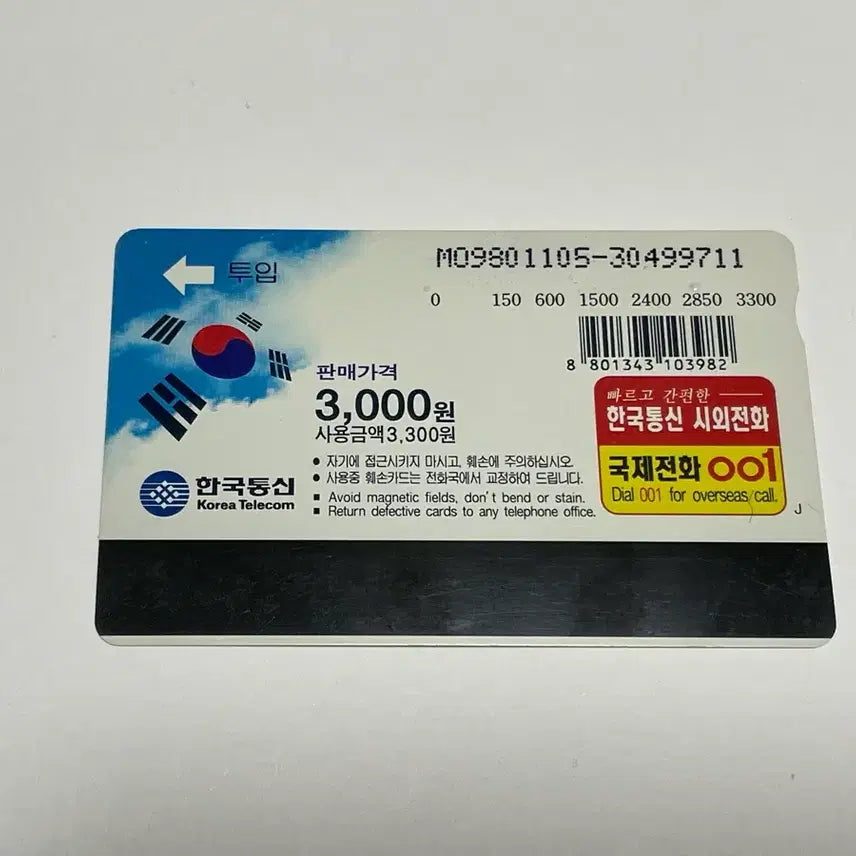 투입
MO9801105-30499711
0 150 600 1500 2400 2850 3300
8 801343 103982
판매가격
3,000원
사용금액3,300원
빠르고 간편한
한국통신 시외전화
국제전화 001
Dial 001 for overseas call.
● 자기에 접근시키지 마시고, 훼손에 주의하십시오.
● 사용중 훼손카드는 전화국에서 교정하여 드립니다.
■ Avoid magnetic fields, don't bend or stain.
■ Return defective cards to any telephone office.
한국통신
Korea Telecom
J